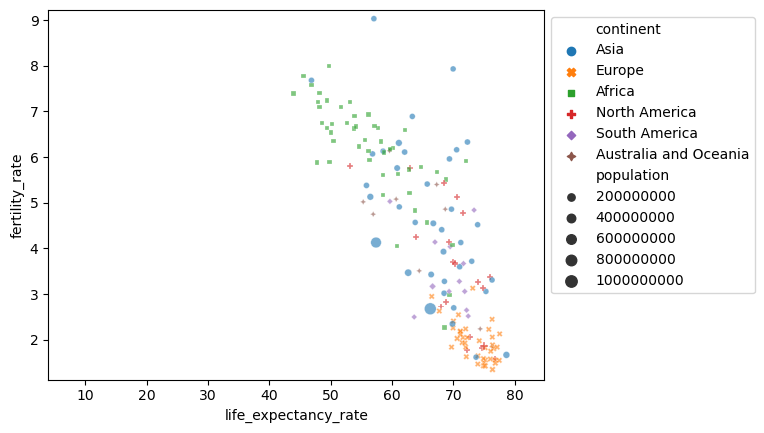 9
8
7
6
5
4
3
2
fertility_rate
10 20 30 40 50 60 70 80
life_expectancy_rate
continent
Asia
Europe
Africa
North America
South America
Australia and Oceania
population
200000000
400000000
600000000
800000000
1000000000